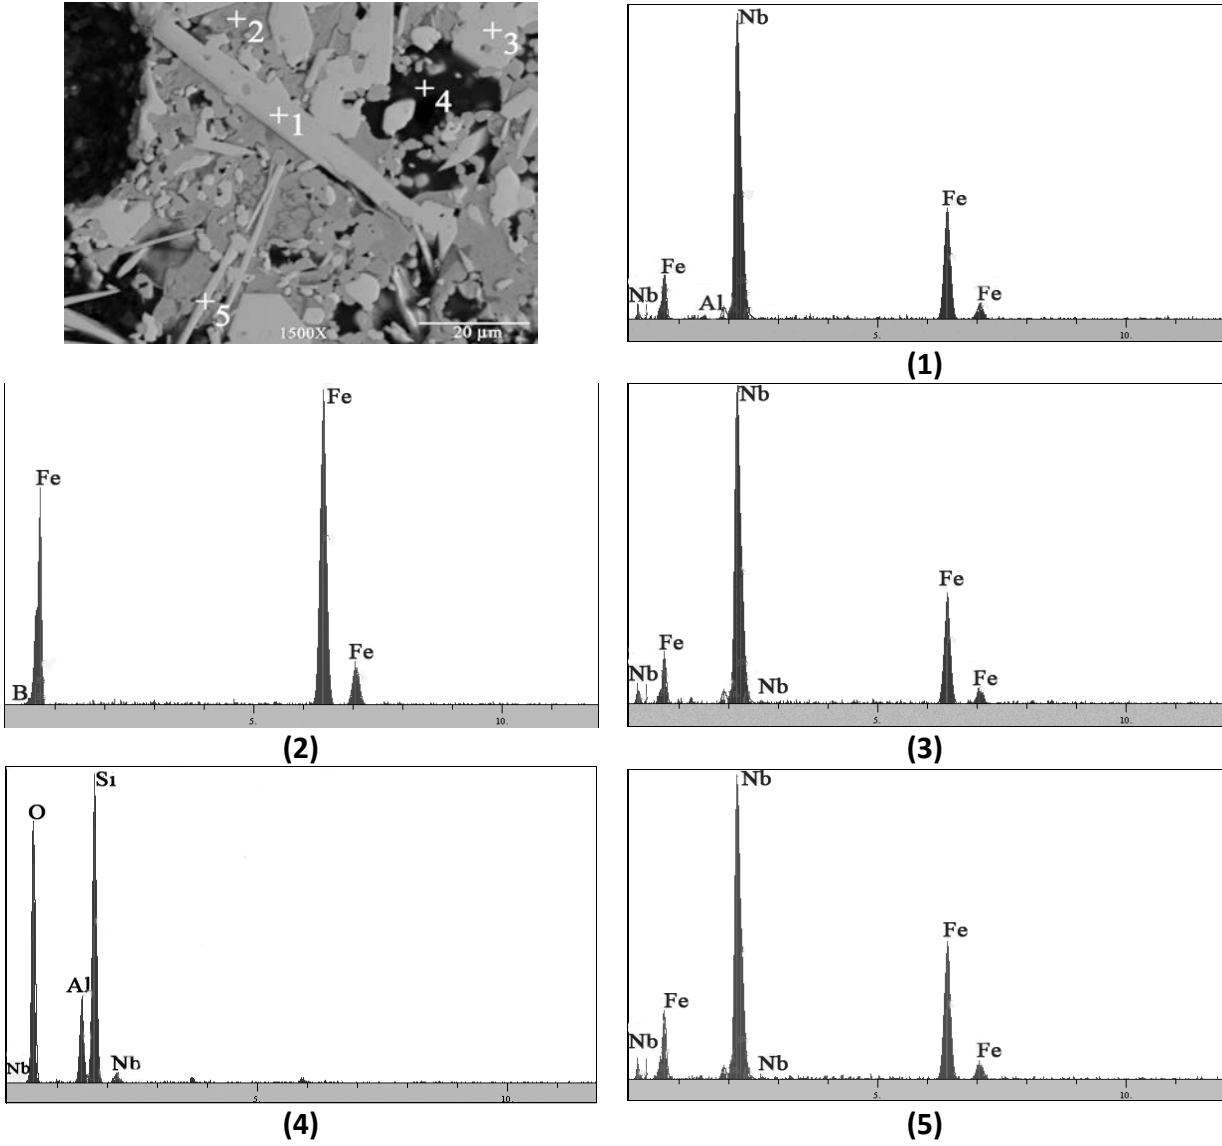 +2
+3
+4
+1
+5
1500X
20 µm
Nb
Fe
Fe
Nb
Al
Fe
5.
10.
(1)
Fe
Fe
Fe
B
5.
10.
(2)
Nb
Fe
Fe
Nb
Nb
Fe
5.
10.
(3)
Si
O
Al
Nb
Nb
5.
10.
(4)
Nb
Fe
Fe
Nb
Nb
Fe
5.
10.
(5)